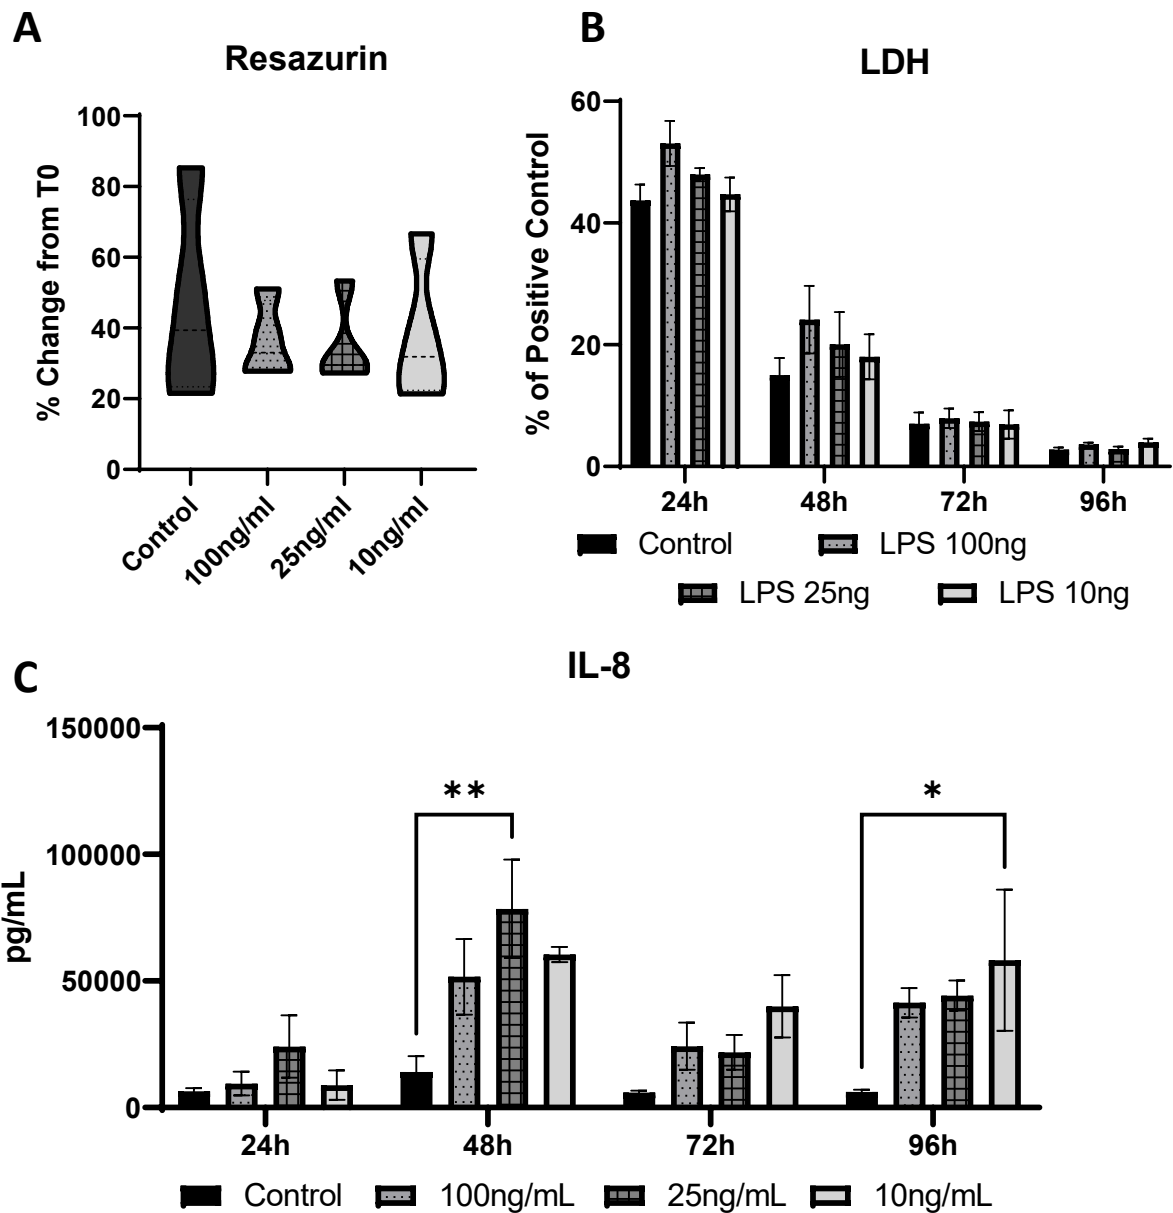 A
Resazurin
% Change from T0
100
80
60
40
20
0
Control
100ng/ml
25ng/ml
10ng/ml
B
LDH
% of Positive Control
60
40
20
0
24h 48h 72h 96h
Control LPS 100ng
LPS 25ng LPS 10ng
C
IL-8
pg/mL
150000
100000
50000
0
**
*
24h 48h 72h 96h
Control 100ng/mL 25ng/mL 10ng/mL